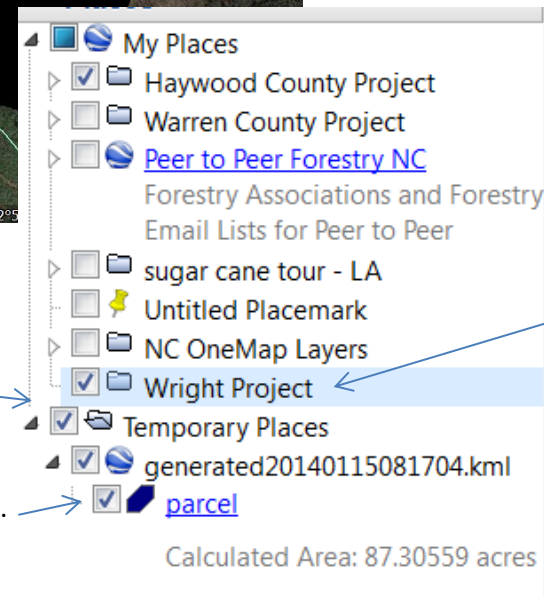 My Places
Haywood County Project
Warren County Project
Peer to Peer Forestry NC
Forestry Associations and Forestry
Email Lists for Peer to Peer
sugar cane tour - LA
Untitled Placemark
NC OneMap Layers
Wright Project
Temporary Places
generated20140115081704.kml
parcel
Calculated Area: 87.30559 acres